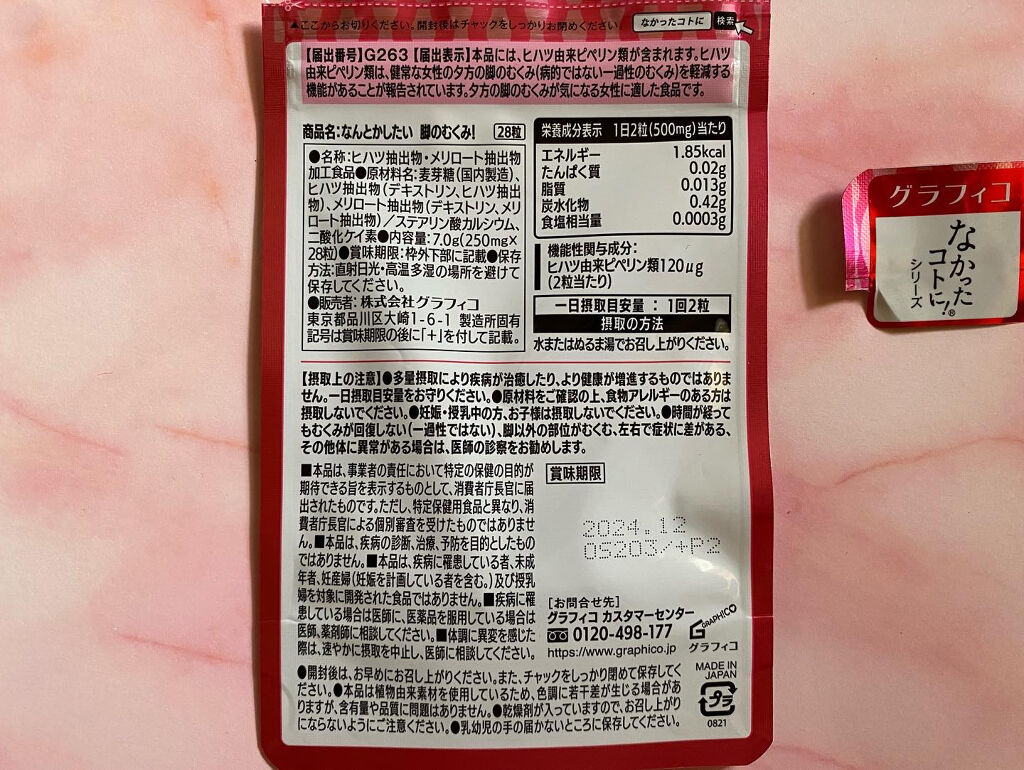 ▲ここからお切りください。開封後はチャックをしっかりお閉めください
なかったコトに 検索
【届出番号】G263【届出表示】本品には、ヒハツ由来ピペリン類が含まれます。ヒハツ
由来ピペリン類は、健常な女性の夕方の脚のむくみ(病的ではない一過性のむくみ)を軽減する
機能があることが報告されています。夕方の脚のむくみが気になる女性に適した食品です。
商品名:なんとかしたい 脚のむくみ! 28粒
●名称:ヒハツ抽出物・メリロート抽出物
加工食品●原材料名:麦芽糖(国内製造)、
ヒハツ抽出物(デキストリン、ヒハツ抽出
物)、メリロート抽出物(デキストリン、メリ
ロート抽出物)/ステアリン酸カルシウム、
二酸化ケイ素●内容量:7.0g(250mg×
28粒)●賞味期限:枠外下部に記載●保存
方法:直射日光・高温多湿の場所を避けて
保存してください。
●販売者:株式会社グラフィコ
東京都品川区大崎1-6-1 製造所固有
記号は賞味期限の後に「+」を付して記載。
栄養成分表示 1日2粒(500mg)当たり
エネルギー 1.85kcal
たんぱく質 0.02g
脂質 0.013g
炭水化物 0.42g
食塩相当量 0.0003g
機能性関与成分:
ヒハツ由来ピペリン類120μg
(2粒当たり)
一日摂取目安量 : 1回2粒
摂取の方法
水またはぬるま湯でお召し上がりください。
【摂取上の注意】●多量摂取により疾病が治癒したり、より健康が増進するものではありま
せん。一日摂取目安量をお守りください。●原材料をご確認の上、食物アレルギーのある方は
摂取しないでください。●妊娠・授乳中の方、お子様は摂取しないでください。●時間が経って
もむくみが回復しない(一過性ではない)、脚以外の部位がむくむ、左右で症状に差がある、
その他体に異常がある場合は、医師の診察をお勧めします。
■本品は、事業者の責任において特定の保健の目的が
期待できる旨を表示するものとして、消費者庁長官に届
出されたものです。ただし、特定保健用食品と異なり、消
費者庁長官による個別審査を受けたものではありませ
ん。■本品は、疾病の診断、治療、予防を目的としたもの
ではありません。■本品は、疾病に罹患している者、未成
年者、妊産婦(妊娠を計画している者を含む。)及び授乳
婦を対象に開発された食品ではありません。■疾病に罹
患している場合は医師に、医薬品を服用している場合は
医師、薬剤師に相談してください。■体調に異変を感じた
際は、速やかに摂取を中止し、医師に相談してください。
賞味期限
2024.12
OS203/+P2
[お問合せ先]
グラフィコ カスタマーセンター
0120-498-177
https://www.graphico.jp
GRAPHICO
グラフィコ
●開封後は、お早めにお召し上がりください。また、チャックをしっかり閉めて保存してく
ださい。●本品は植物由来素材を使用しているため、色調に若干差が生じる場合があ
りますが、含有量や品質に問題はありません。●乾燥剤が入っていますので、お召し上がり
にならないようにご注意ください。●乳幼児の手の届かないところに保存してください。
MADE IN
JAPAN
プラ
0821
グラフィコ
なかった
コトに!®
シリーズ